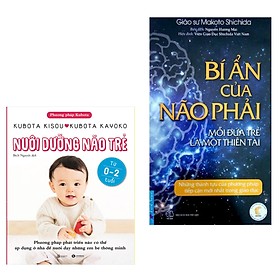 Phương pháp Kubota
KUBOTA KISOU ♥ KUBOTA KAYOKO
NUÔI DƯỠNG NÃO TRẺ
Từ
0-2
tuổi
Phương pháp phát triển não có thể
áp dụng ở nhà để nuôi dạy những em bé thông minh
Giáo sư Makoto Shichida
BÍ ẨN
CỦA
NÃO PHẢI
MỖI ĐỨA TRẺ
LÀ MỘT THIÊN TÀI
Những thành tựu của phương pháp
tiếp cận mới nhất trong giáo dục